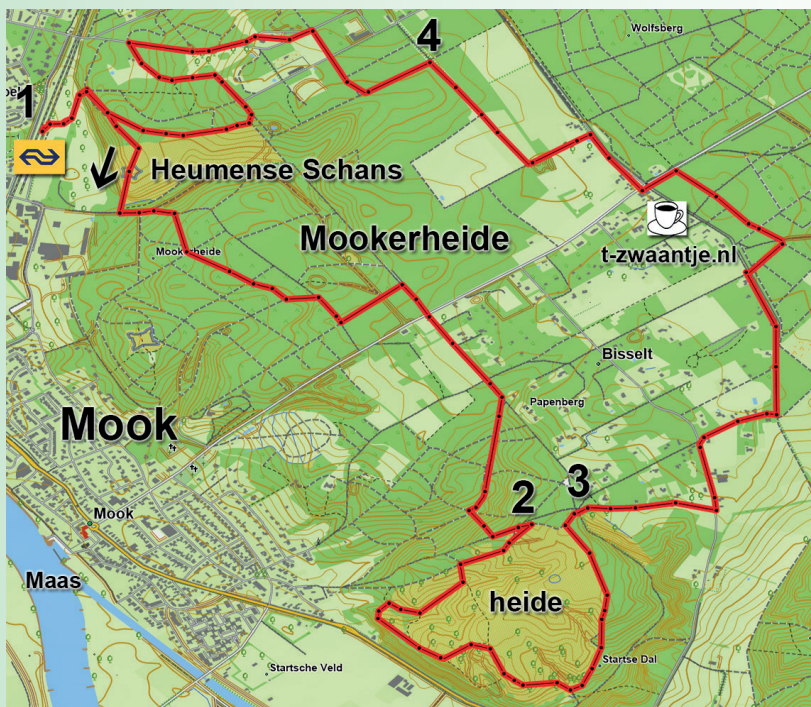 Wolfsberg
4
1
Heumense Schans
Mookerheide
Mookerheide
t-zwaantje.nl
Bisselt
Papenberg
Mook
2
3
Mook
Maas
heide
Startsche Veld
Startse Dal